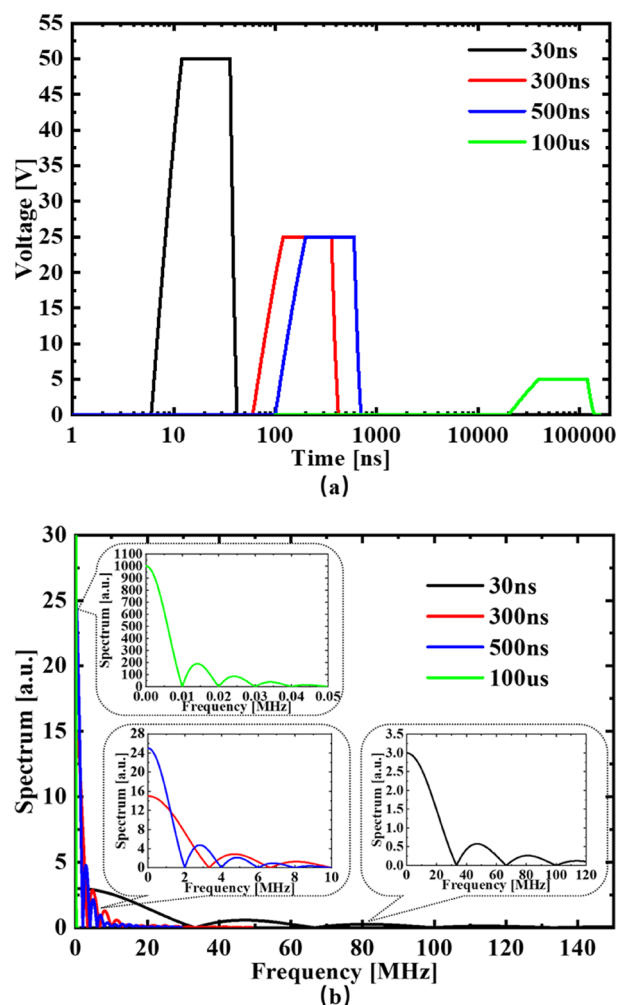 55
50
45
40
35
30
25
20
15
10
5
0
Voltage [V]
30ns
300ns
500ns
100us
1 10 100 1000 10000 100000
Time [ns]
(a)
30
25
20
15
10
5
0
Spectrum [a.u.]
30ns
300ns
500ns
100us
1100
1000
900
800
700
600
500
400
300
200
100
0
Spectrum [a.u.]
0.00 0.01 0.02 0.03 0.04 0.05
Frequency [MHz]
28
24
20
16
12
8
4
0
Spectrum [a.u.]
0 2 4 6 8 10
Frequency [MHz]
3.5
3.0
2.5
2.0
1.5
1.0
0.5
0.0
Spectrum [a.u.]
0 20 40 60 80 100 120
Frequency [MHz]
0 20 40 60 80 100 120 140
Frequency [MHz]
(b)